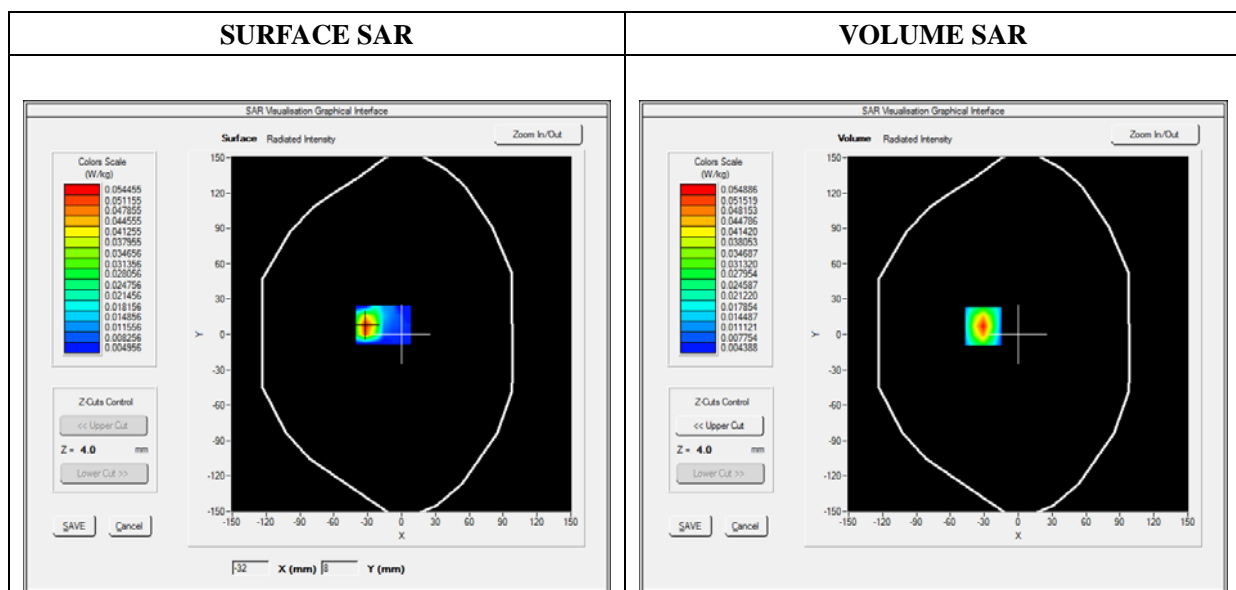 SURFACE SAR
VOLUME SAR
SAR Visualisation Graphical Interface
Surface Radiated Intensity
Zoom In/Out
Colors Scale
(W/kg)
0.054455
0.051155
0.047855
0.044555
0.041255
0.037955
0.034656
0.031356
0.028056
0.024756
0.021456
0.018156
0.014856
0.011556
0.008256
0.004956
Z-Cuts Control
<< Upper Cut
Z = 4.0 mm
Lower Cut >>
SAVE Cancel
150
120
90
60
30
0
-30
-60
-90
-120
-150
Y
-150 -120 -90 -60 -30 0 30 60 90 120 150
X
-32 X (mm) 8 Y (mm)
SAR Visualisation Graphical Interface
Volume Radiated Intensity
Zoom In/Out
Colors Scale
(W/kg)
0.054886
0.051519
0.048153
0.044786
0.041420
0.038053
0.034687
0.031320
0.027954
0.024587
0.021220
0.017854
0.014487
0.011121
0.007754
0.004388
Z-Cuts Control
<< Upper Cut
Z = 4.0 mm
Lower Cut >>
SAVE Cancel
150
120
90
60
30
0
-30
-60
-90
-120
-150
Y
-150 -120 -90 -60 -30 0 30 60 90 120 150
X